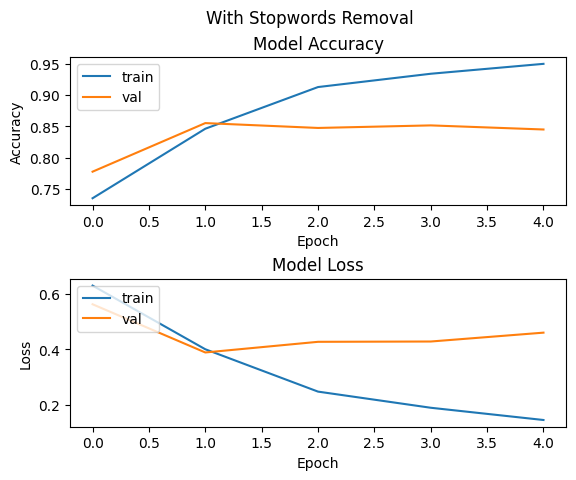 With Stopwords Removal
Model Accuracy
train
val
Accuracy
0.95
0.90
0.85
0.80
0.75
0.0 0.5 1.0 1.5 2.0 2.5 3.0 3.5 4.0
Epoch
Model Loss
train
val
Loss
0.6
0.4
0.2
0.0 0.5 1.0 1.5 2.0 2.5 3.0 3.5 4.0
Epoch